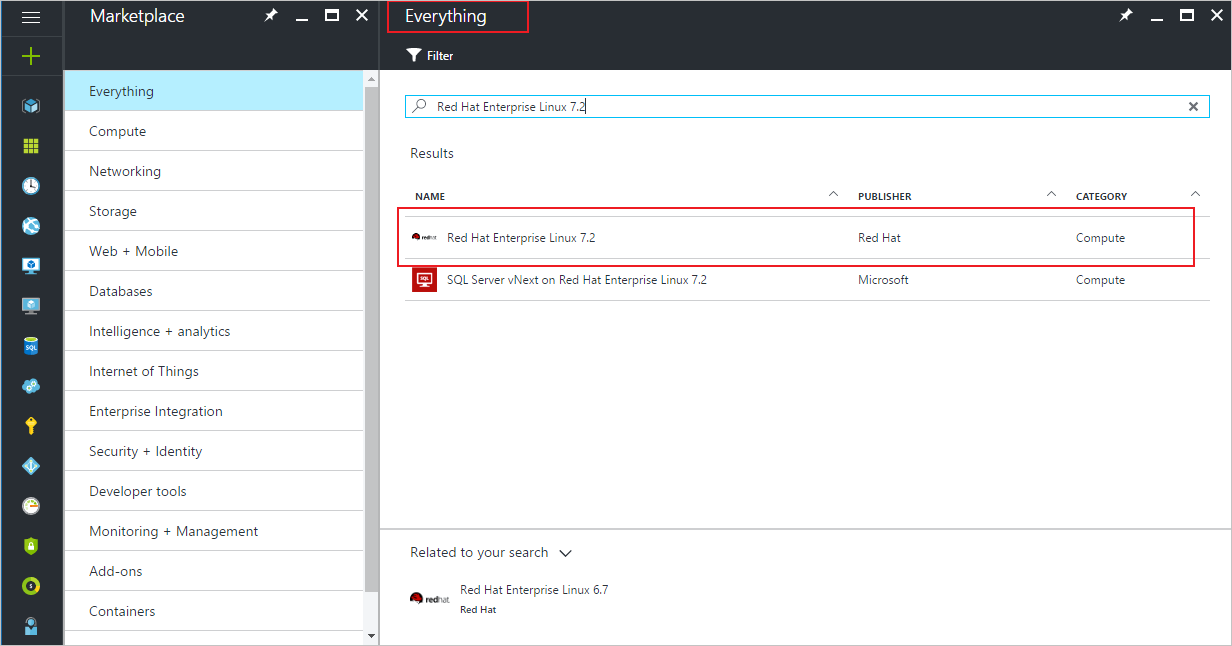 Marketplace
Everything
Filter
Everything
Compute
Networking
Storage
Web + Mobile
Databases
Intelligence + analytics
Internet of Things
Enterprise Integration
Security + Identity
Developer tools
Monitoring + Management
Add-ons
Containers
Red Hat Enterprise Linux 7.2
Results
NAME PUBLISHER CATEGORY
redhat Red Hat Enterprise Linux 7.2 Red Hat Compute
SQL SQL Server vNext on Red Hat Enterprise Linux 7.2 Microsoft Compute
Related to your search
redhat Red Hat Enterprise Linux 6.7
Red Hat
SQL